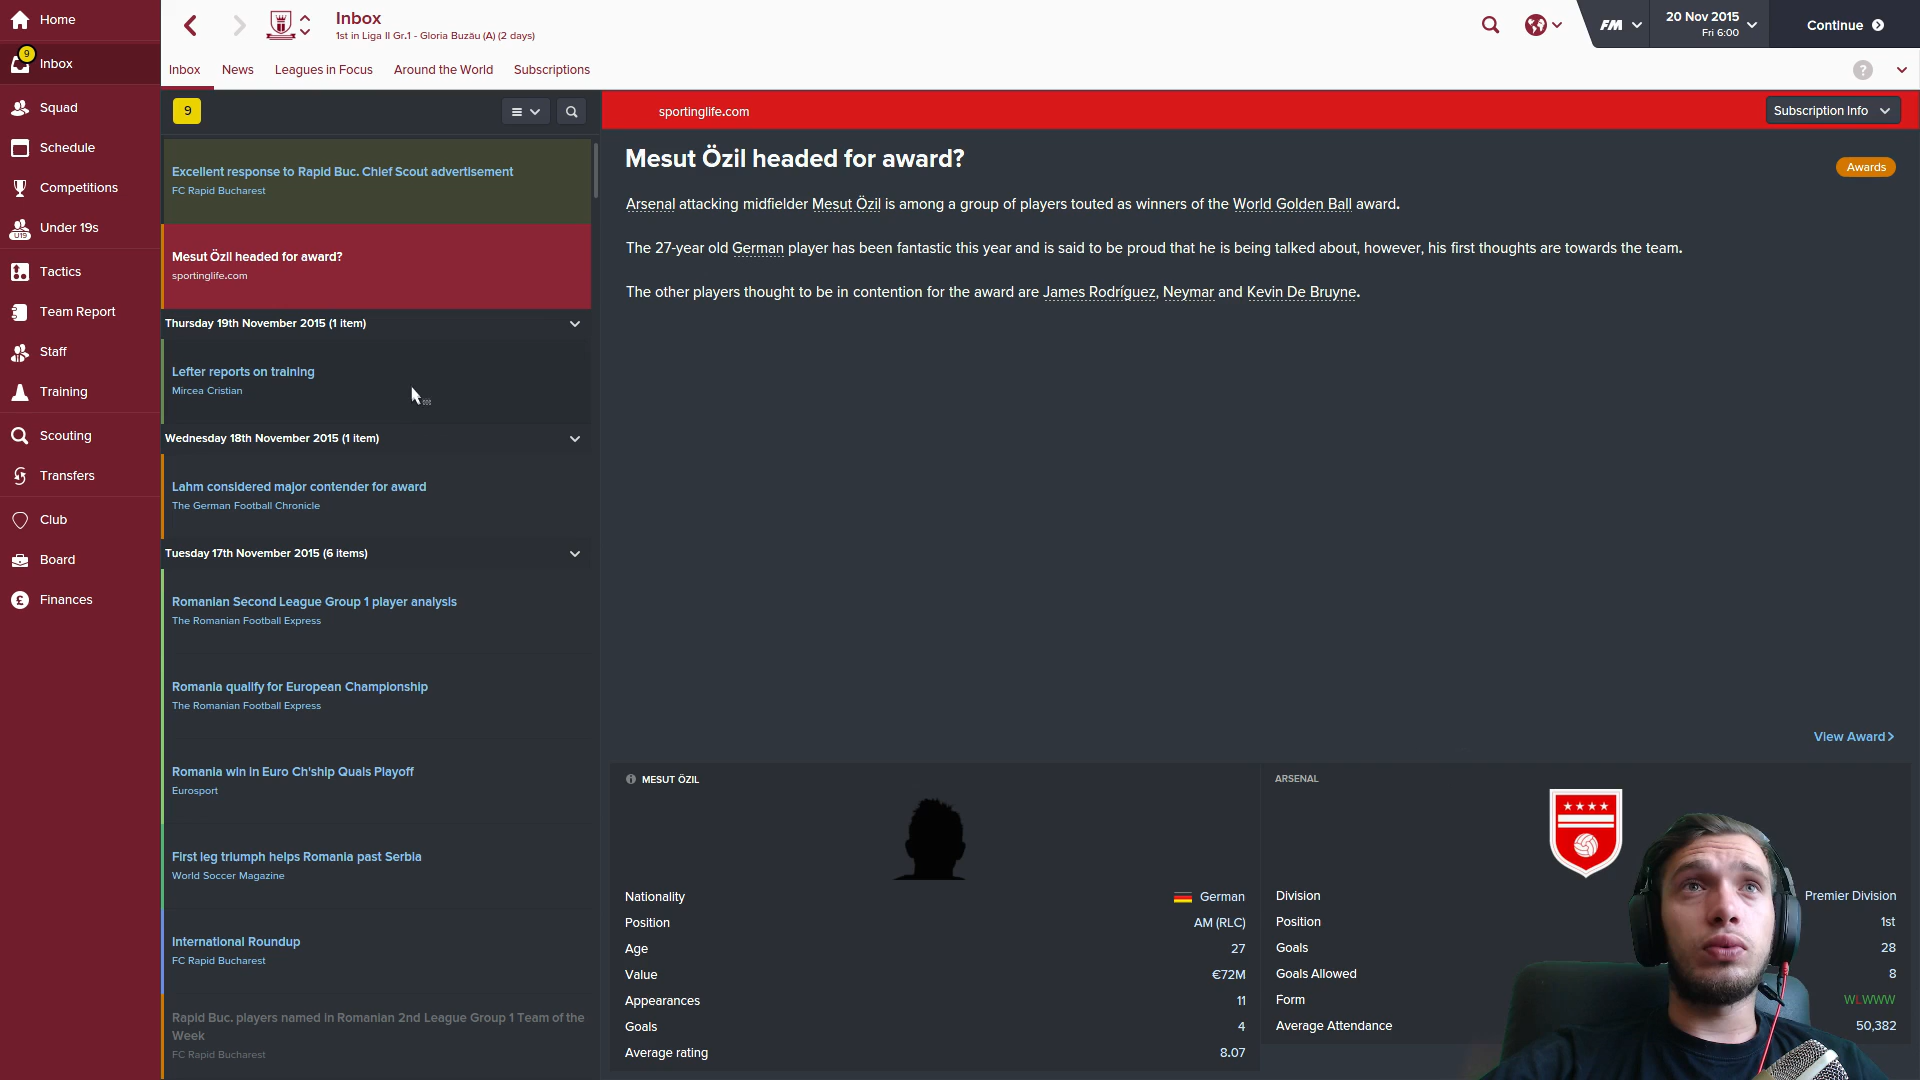 Home
9
Inbox
Squad
Schedule
Competitions
U19
Under 19s
Tactics
Team Report
Staff
Training
Scouting
Transfers
Club
Board
£
Finances
Inbox
1st in Liga II Gr.1 - Gloria Buzău (A) (2 days)
FM
20 Nov 2015
Fri 6:00
Continue
Inbox
News
Leagues in Focus
Around the World
Subscriptions
?
9
Excellent response to Rapid Buc. Chief Scout advertisement
FC Rapid Bucharest
Mesut Özil headed for award?
sportinglife.com
Thursday 19th November 2015 (1 item)
Lefter reports on training
Mircea Cristian
Wednesday 18th November 2015 (1 item)
Lahm considered major contender for award
The German Football Chronicle
Tuesday 17th November 2015 (6 items)
Romanian Second League Group 1 player analysis
The Romanian Football Express
Romania qualify for European Championship
The Romanian Football Express
Romania win in Euro Ch'ship Quals Playoff
Eurosport
First leg triumph helps Romania past Serbia
World Soccer Magazine
International Roundup
FC Rapid Bucharest
Rapid Buc. players named in Romanian 2nd League Group 1 Team of the
Week
FC Rapid Bucharest
sportinglife.com
Subscription Info
Mesut Özil headed for award?
Awards
Arsenal attacking midfielder Mesut Özil is among a group of players touted as winners of the World Golden Ball award.
The 27-year old German player has been fantastic this year and is said to be proud that he is being talked about, however, his first thoughts are towards the team.
The other players thought to be in contention for the award are James Rodríguez, Neymar and Kevin De Bruyne.
View Award
MESUT ÖZIL
Nationality German
Position AM (RLC)
Age 27
Value €72M
Appearances 11
Goals 4
Average rating 8.07
ARSENAL
Division Premier Division
Position 1st
Goals 28
Goals Allowed 8
Form WLWWW
Average Attendance 50,382